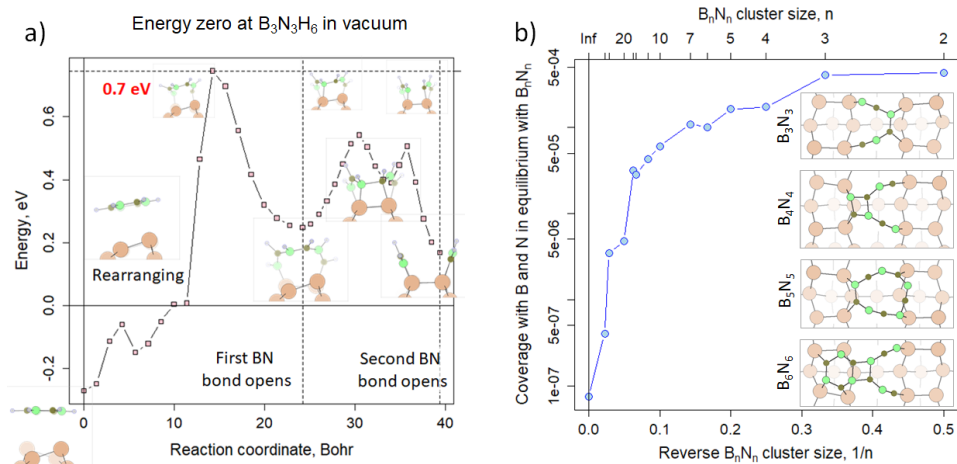 a)
Energy zero at B₃N₃H₆ in vacuum
0.7 eV
Energy, eV
0.6
0.4
0.2
0.0
-0.2
Rearranging
First BN
bond opens
Second BN
bond opens
0
10
20
30
40
Reaction coordinate, Bohr
b)
BₙNₙ cluster size, n
Inf
20
10
7
5
4
3
2
Coverage with B and N in equilibrium with BₙNₙ
5e-04
5e-05
5e-06
5e-07
1e-07
B₃N₃
B₄N₄
B₅N₅
B₆N₆
0.0
0.1
0.2
0.3
0.4
0.5
Reverse BₙNₙ cluster size, 1/n